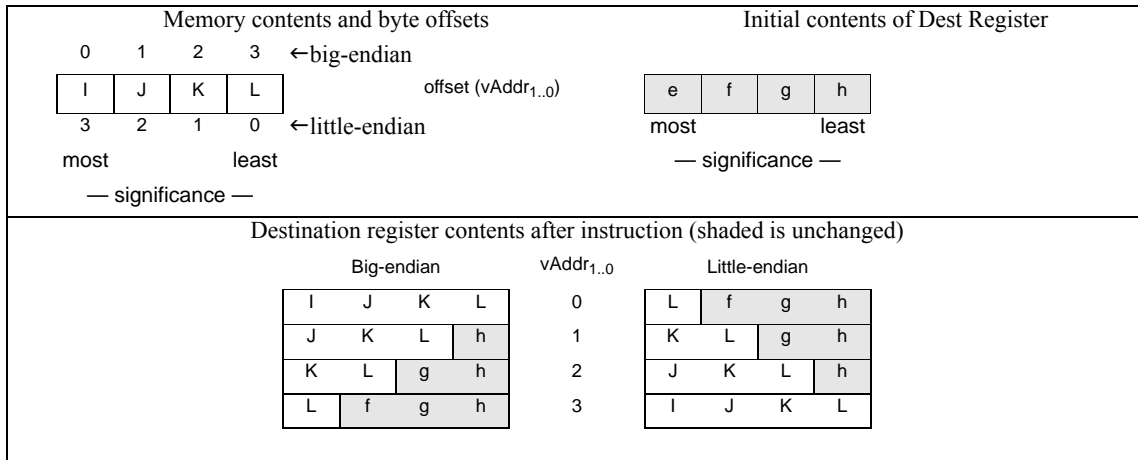 Memory contents and byte offsets
Initial contents of Dest Register
0 1 2 3 ←big-endian
I J K L
offset (vAddr1..0)
e f g h
3 2 1 0 ←little-endian
most least
most least
— significance —
— significance —
Destination register contents after instruction (shaded is unchanged)
Big-endian vAddr1..0 Little-endian
I J K L 0 L f g h
J K L h 1 K L g h
K L g h 2 J K L h
L f g h 3 I J K L